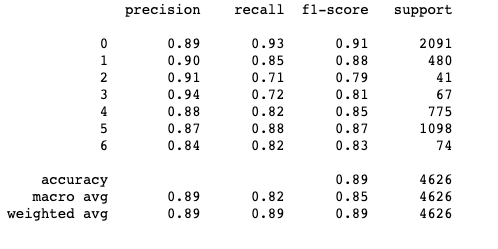 precision recall f1-score support
0 0.89 0.93 0.91 2091
1 0.90 0.85 0.88 480
2 0.91 0.71 0.79 41
3 0.94 0.72 0.81 67
4 0.88 0.82 0.85 775
5 0.87 0.88 0.87 1098
6 0.84 0.82 0.83 74
accuracy 0.89 4626
macro avg 0.89 0.82 0.85 4626
weighted avg 0.89 0.89 0.89 4626